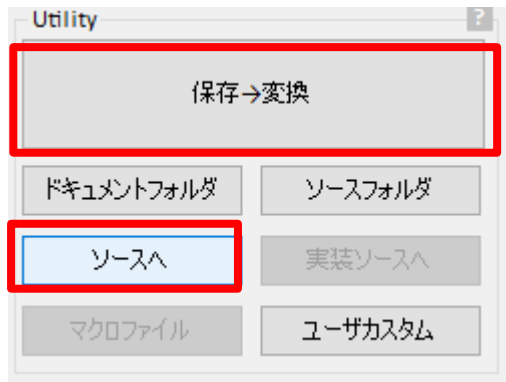 Utility ?
保存→変換
ドキュメントフォルダ ソースフォルダ
ソースへ 実装ソースへ
マクロファイル ユーザカスタム